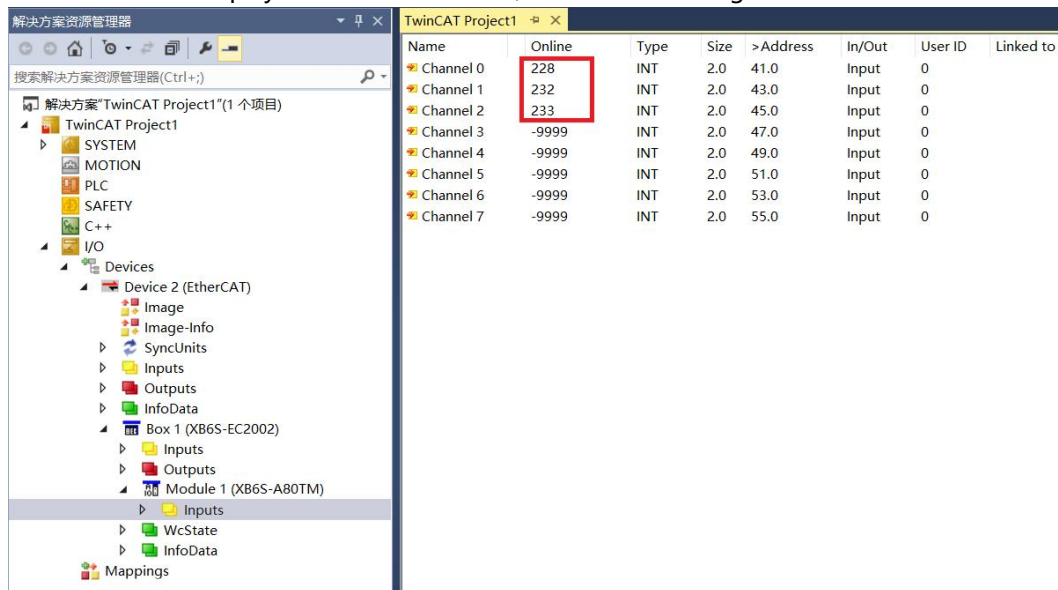 解决方案资源管理器
搜索解决方案资源管理器(Ctrl+;)
解决方案"TwinCAT Project1"(1 个项目)
TwinCAT Project1
SYSTEM
MOTION
PLC
SAFETY
C++
I/O
Devices
Device 2 (EtherCAT)
Image
Image-Info
SyncUnits
Inputs
Outputs
InfoData
Box 1 (XB6S-EC2002)
Inputs
Outputs
Module 1 (XB6S-A80TM)
Inputs
WcState
InfoData
Mappings
TwinCAT Project1
Name Online Type Size >Address In/Out User ID Linked to
Channel 0 228 INT 2.0 41.0 Input 0
Channel 1 232 INT 2.0 43.0 Input 0
Channel 2 233 INT 2.0 45.0 Input 0
Channel 3 -9999 INT 2.0 47.0 Input 0
Channel 4 -9999 INT 2.0 49.0 Input 0
Channel 5 -9999 INT 2.0 51.0 Input 0
Channel 6 -9999 INT 2.0 53.0 Input 0
Channel 7 -9999 INT 2.0 55.0 Input 0